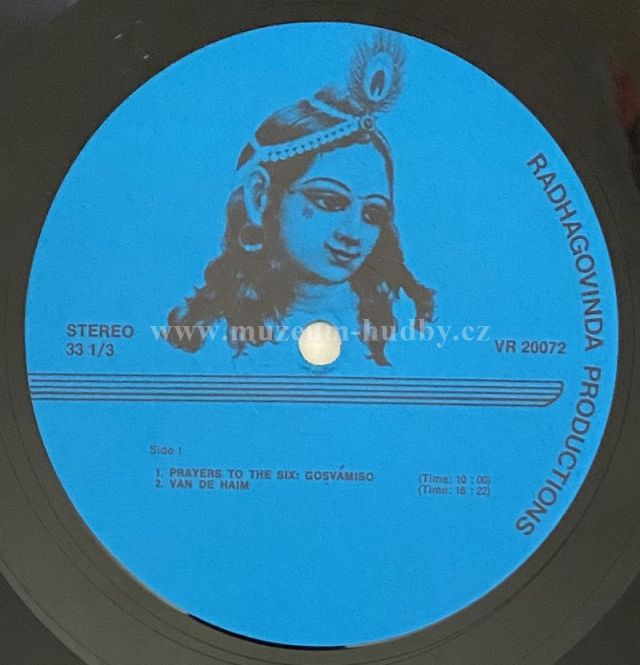 RADHAGOVINDA PRODUCTIONS
www.muzeum-hudby.cz
STEREO
33 1/3
VR 20072
Side 1
1. PRAYERS TO THE SIX: GOṢVÁMISO (Time: 10 : 00)
2. VAN DE HAIM (Time: 16 : 22)